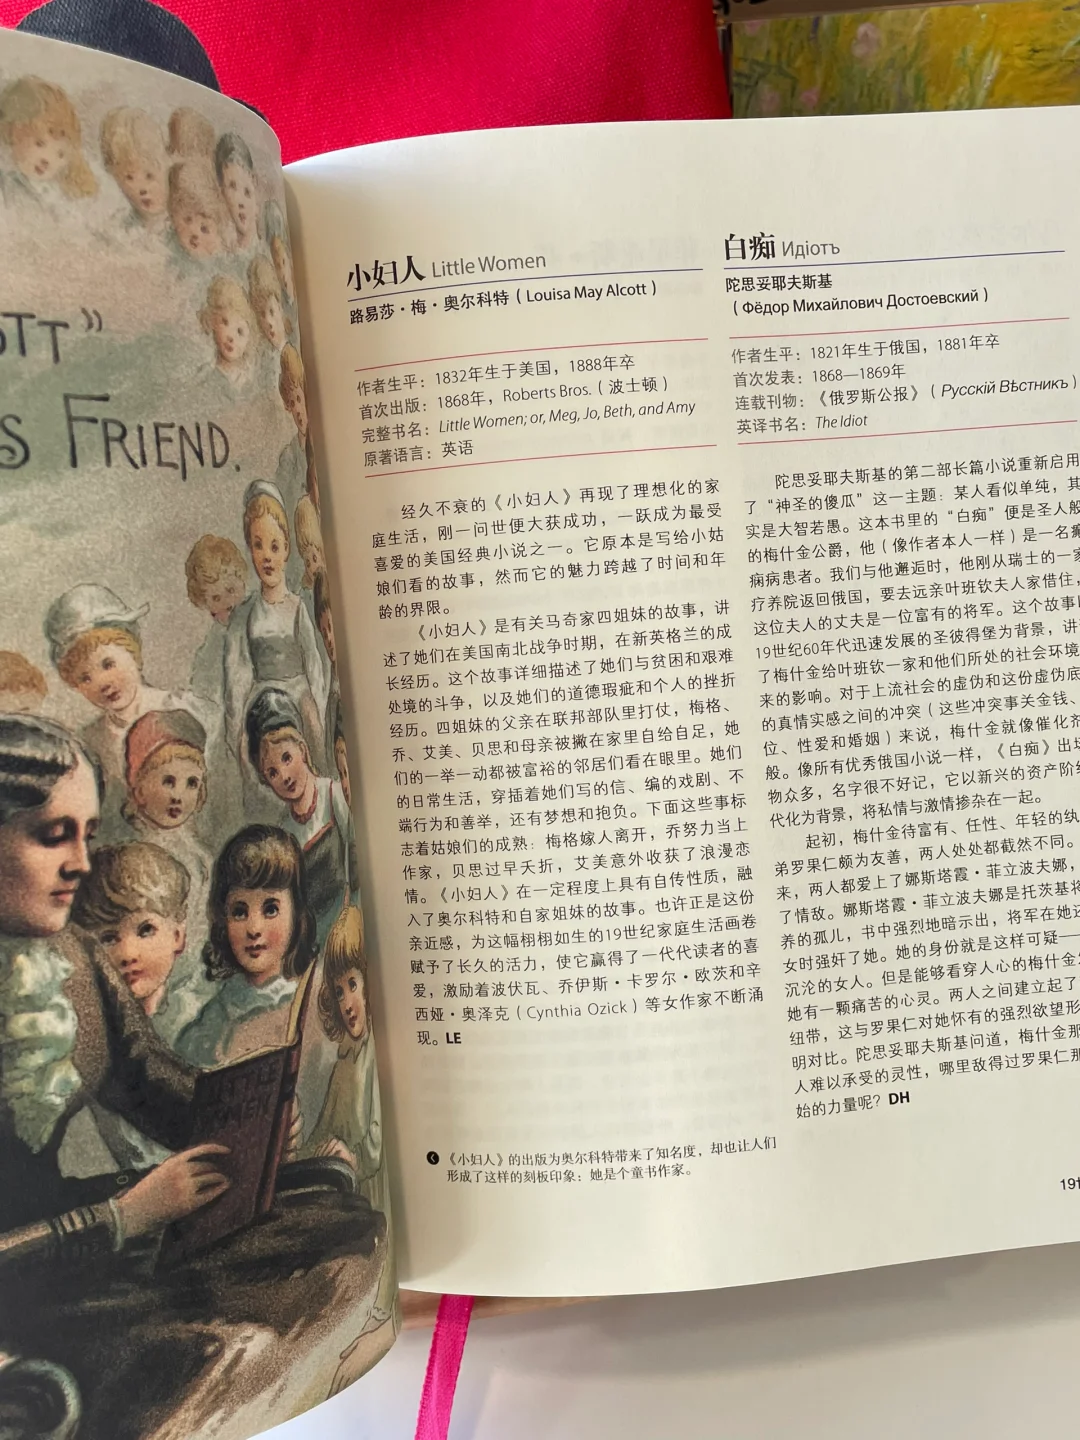 OTT”
S FRIEND.
LITTLE
小妇人 Little Women
路易莎·梅·奥尔科特（Louisa May Alcott）
作者生平：1832年生于美国，1888年卒
首次出版：1868年，Roberts Bros.（波士顿）
完整书名：Little Women; or, Meg, Jo, Beth, and Amy
原著语言：英语
经久不衰的《小妇人》再现了理想化的家
庭生活，刚一问世便大获成功，一跃成为最受
喜爱的美国经典小说之一。它原本是写给小姑
娘们看的故事，然而它的魅力跨越了时间和年
龄的界限。
《小妇人》是有关马奇家四姐妹的故事，讲
述了她们在美国南北战争时期，在新英格兰的成
长经历。这个故事详细描述了她们与贫困和艰难
处境的斗争，以及她们的道德瑕疵和个人的挫折
经历。四姐妹的父亲在联邦部队里打仗，梅格、
乔、艾美、贝思和母亲被撇在家里自给自足，她
们的一举一动都被富裕的邻居们看在眼里。她们
的日常生活，穿插着她们写的信、编的戏剧、不
端行为和善举，还有梦想和抱负。下面这些事标
志着姑娘们的成熟：梅格嫁人离开，乔努力当上
作家，贝思过早夭折，艾美意外收获了浪漫恋
情。《小妇人》在一定程度上具有自传性质，融
入了奥尔科特和自家姐妹的故事。也许正是这份
亲近感，为这幅栩栩如生的19世纪家庭生活画卷
赋予了长久的活力，使它赢得了一代代读者的喜
爱，激励着波伏瓦、乔伊斯·卡罗尔·欧茨和辛
西娅·奥泽克（Cynthia Ozick）等女作家不断涌
现。LE
《小妇人》的出版为奥尔科特带来了知名度，却也让人们
形成了这样的刻板印象：她是个童书作家。
白痴 Идіотъ
陀思妥耶夫斯基
（Фёдор Михайлович Достоевский）
作者生平：1821年生于俄国，1881年卒
首次发表：1868—1869年
连载刊物：《俄罗斯公报》（Русскій Вѣстникъ）
英译书名：The Idiot
陀思妥耶夫斯基的第二部长篇小说重新启用
了“神圣的傻瓜”这一主题：某人看似单纯，其
实是大智若愚。这本书里的“白痴”便是圣人般
的梅什金公爵，他（像作者本人一样）是一名癫
痫病患者。我们与他邂逅时，他刚从瑞士的一家
疗养院返回俄国，要去远亲叶班钦夫人家借住，
这位夫人的丈夫是一位富有的将军。这个故事以
19世纪60年代迅速发展的圣彼得堡为背景，讲
了梅什金给叶班钦一家和他们所处的社会环境
来的影响。对于上流社会的虚伪和这份虚伪底
的真情实感之间的冲突（这些冲突事关金钱、
位、性爱和婚姻）来说，梅什金就像催化剂
般。像所有优秀俄国小说一样，《白痴》出场
物众多，名字很不好记，它以新兴的资产阶级
代化为背景，将私情与激情掺杂在一起。
起初，梅什金待富有、任性、年轻的纨
弟罗果仁颇为友善，两人处处都截然不同。
来，两人都爱上了娜斯塔霞·菲立波夫娜，
了情敌。娜斯塔霞·菲立波夫娜是托茨基将
养的孤儿，书中强烈地暗示出，将军在她还
女时强奸了她。她的身份就是这样可疑——
沉沦的女人。但是能够看穿人心的梅什金
她有一颗痛苦的心灵。两人之间建立起了
纽带，这与罗果仁对她怀有的强烈欲望形
明对比。陀思妥耶夫斯基问道，梅什金那
人难以承受的灵性，哪里敌得过罗果仁那
始的力量呢？DH
19